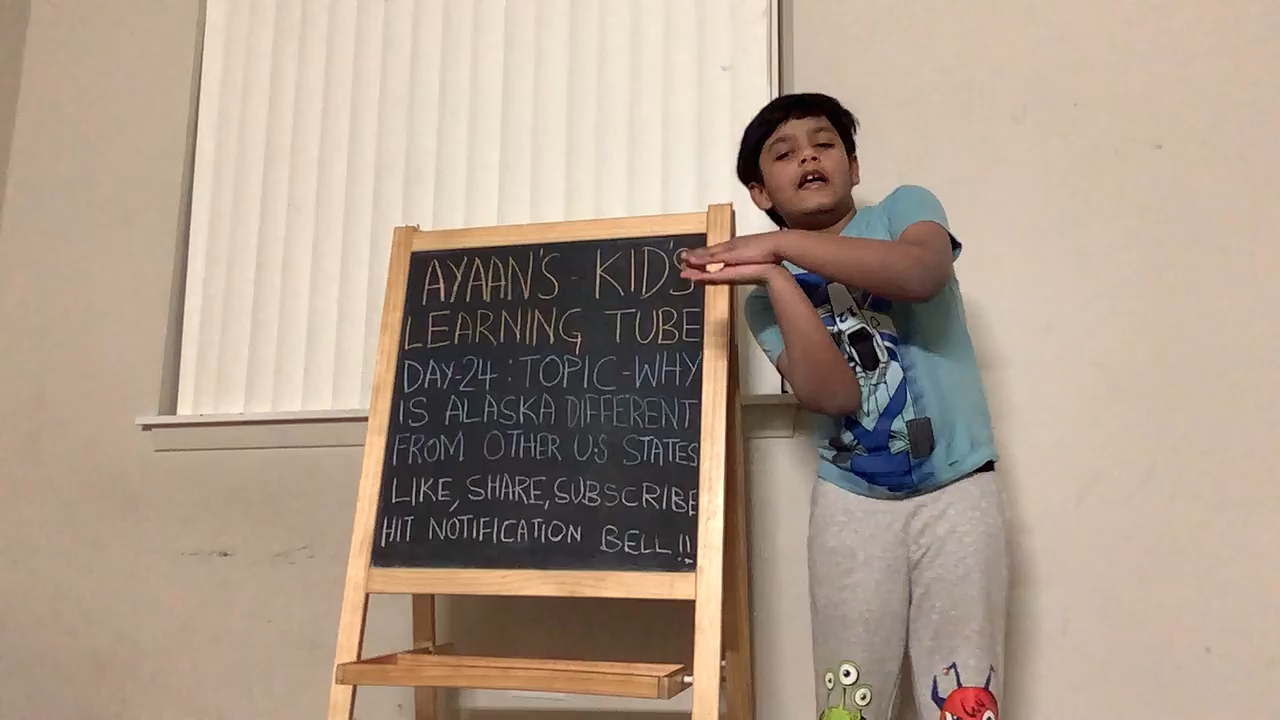 AYAAN'S - KID'S
LEARNING TUBE
DAY-24 : TOPIC - WHY
IS ALASKA DIFFERENT
FROM OTHER U.S STATES
LIKE, SHARE, SUBSCRIBE
HIT NOTIFICATION BELL!!